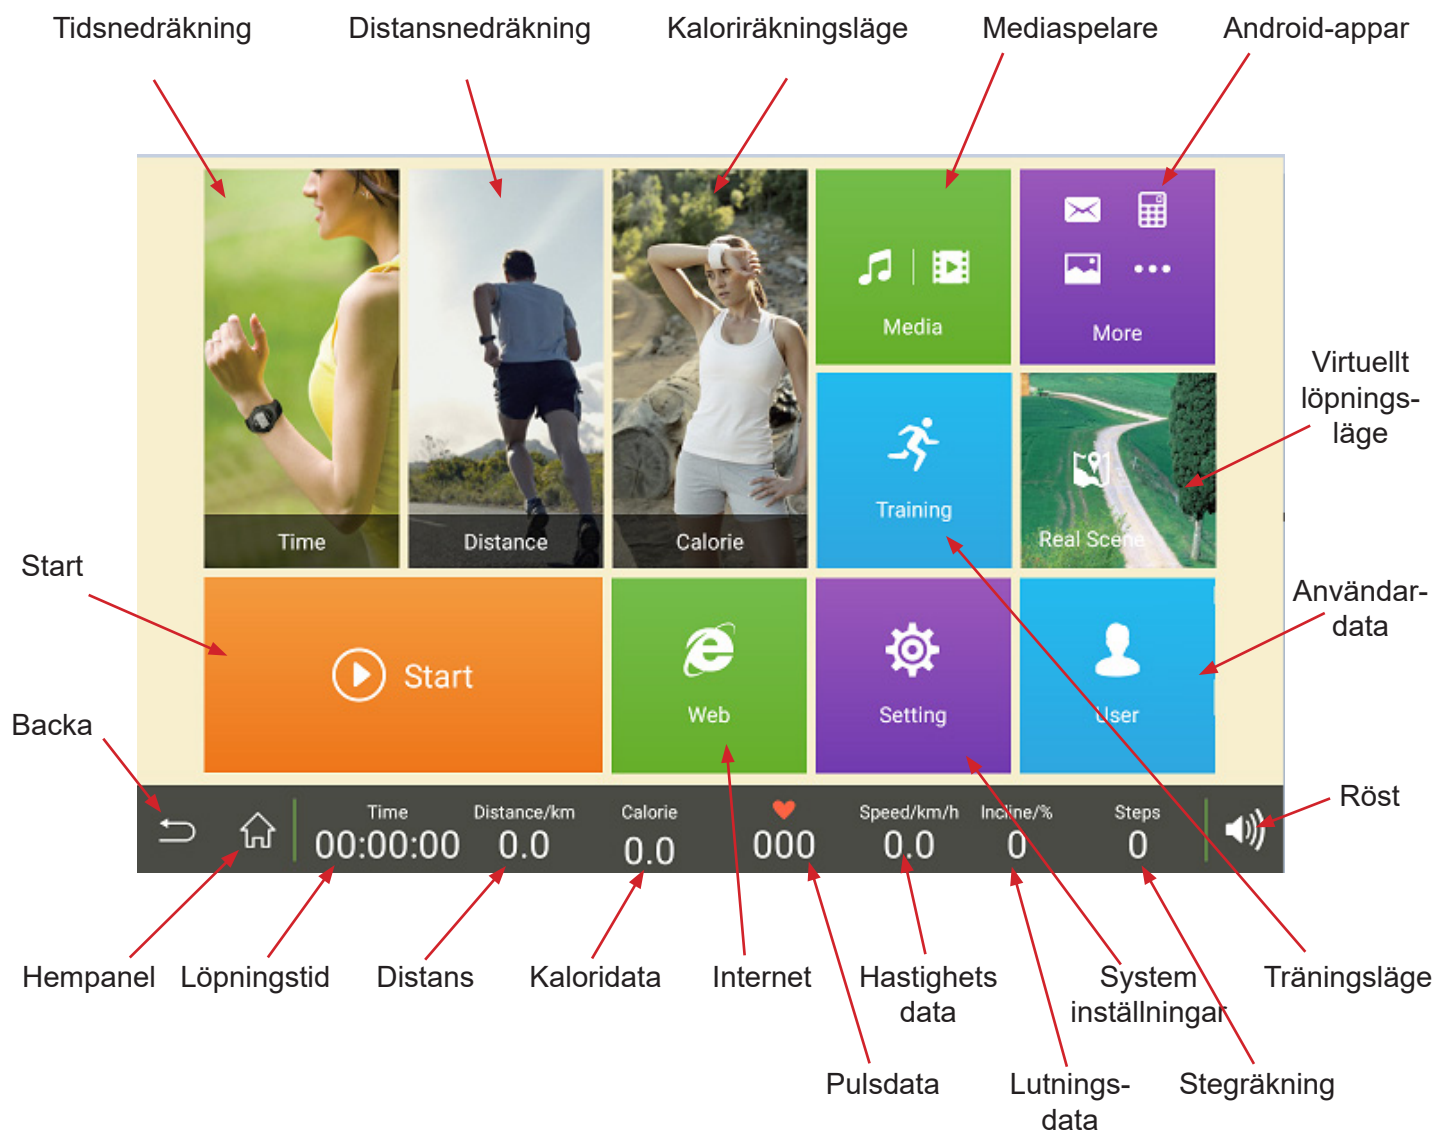 Tidsnedräkning
Distansnedräkning
Kaloriräkningsläge
Mediaspelare
Android-appar
Media
More
Virtuellt
löpnings-
läge
Training
Real Scene
Time
Distance
Calorie
Start
Användar-
data
Start
Web
Setting
User
Backa
Röst
Time
00:00:00
Distance/km
0.0
Calorie
0.0
000
Speed/km/h
0.0
Incline/%
0
Steps
0
Hempanel
Löpningstid
Distans
Kaloridata
Internet
Hastighets
data
System
inställningar
Träningsläge
Pulsdata
Lutnings-
data
Stegräkning